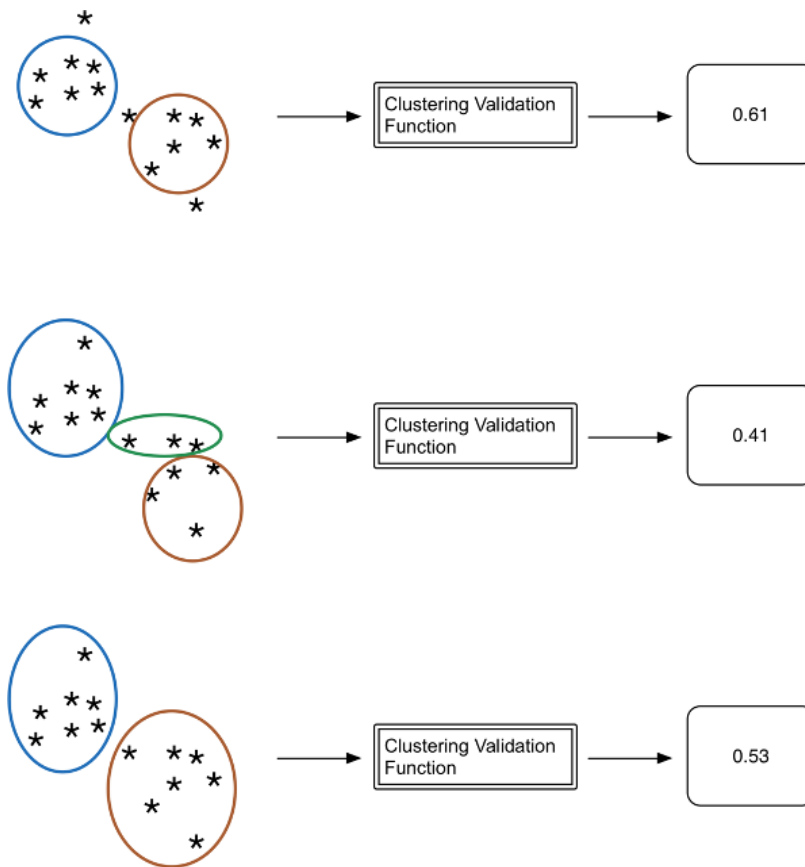 Clustering Validation
Function
0.61
Clustering Validation
Function
0.41
Clustering Validation
Function
0.53